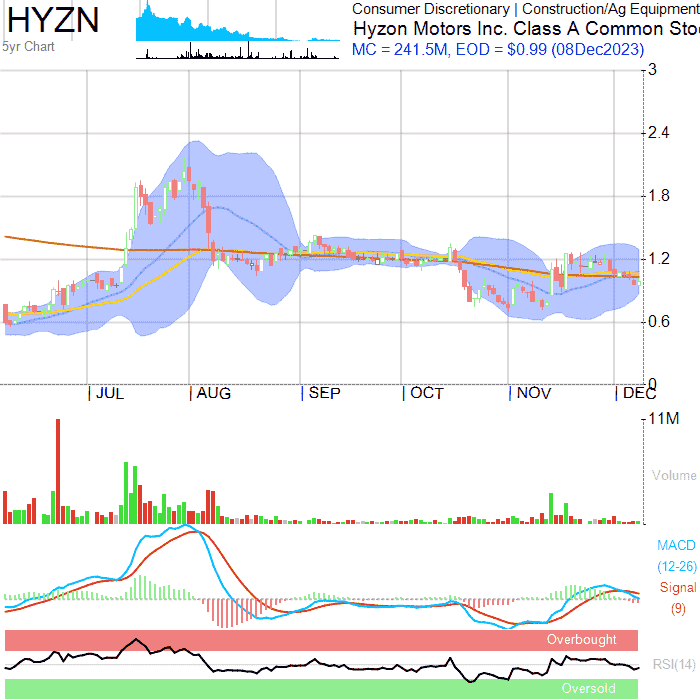 HYZN
5yr Chart
Consumer Discretionary | Construction/Ag Equipment
Hyzon Motors Inc. Class A Common Sto
MC = 241.5M, EOD = $0.99 (08Dec2023)
3
2.4
1.8
1.2
0.6
0
JUL AUG SEP OCT NOV DEC
11M
Volume
MACD
(12-26)
Signal
(9)
Overbought
RSI(14)
Oversold